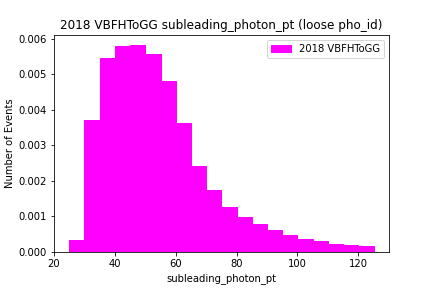 2018 VBFHToGG subleading_photon_pt (loose pho_id)
2018 VBFHToGG
Number of Events
0.006
0.005
0.004
0.003
0.002
0.001
0.000
20 40 60 80 100 120
subleading_photon_pt